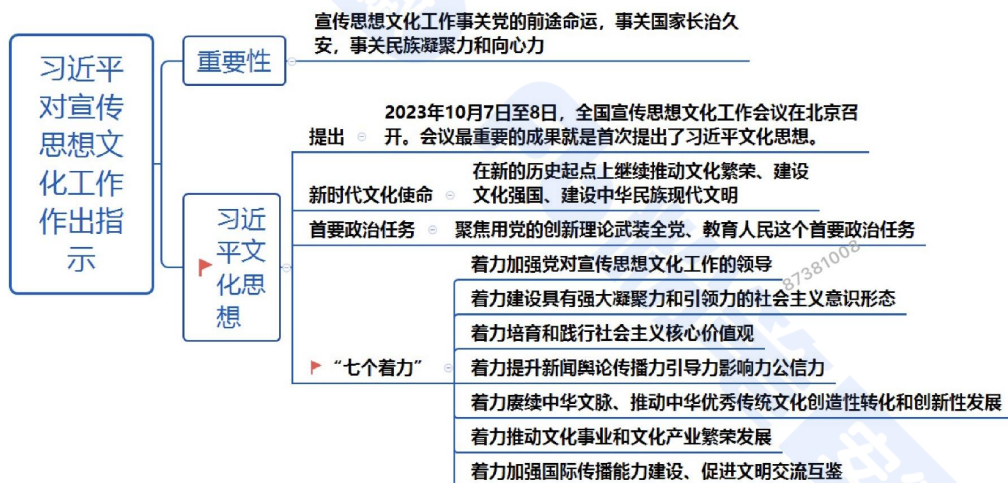 习近平
对宣传
思想文
化工作
作出指
示
重要性
宣传思想文化工作事关党的前途命运，事关国家长治久
安，事关民族凝聚力和向心力
习近
平文
化思
想
提出
2023年10月7日至8日，全国宣传思想文化工作会议在北京召
开。会议最重要的成果就是首次提出了习近平文化思想。
新时代文化使命
在新的历史起点上继续推动文化繁荣、建设
文化强国、建设中华民族现代文明
首要政治任务
聚焦用党的创新理论武装全党、教育人民这个首要政治任务
“七个着力”
着力加强党对宣传思想文化工作的领导
着力建设具有强大凝聚力和引领力的社会主义意识形态
着力培育和践行社会主义核心价值观
着力提升新闻舆论传播力引导力影响力公信力
着力赓续中华文脉、推动中华优秀传统文化创造性转化和创新性发展
着力推动文化事业和文化产业繁荣发展
着力加强国际传播能力建设、促进文明交流互鉴
87381008